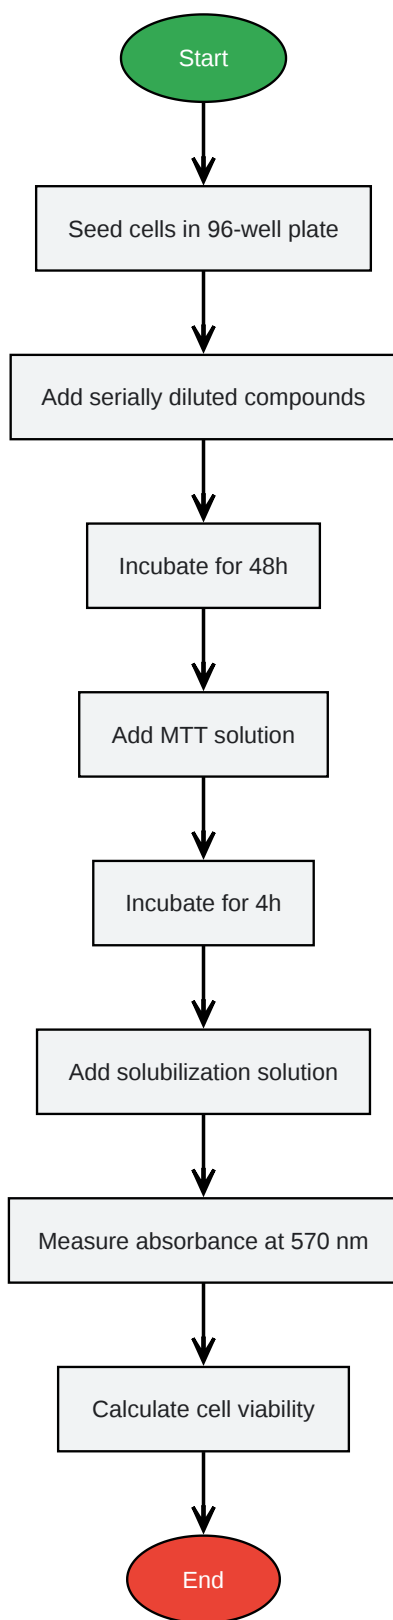 Start
Seed cells in 96-well plate
Add serially diluted compounds
Incubate for 48h
Add MTT solution
Incubate for 4h
Add solubilization solution
Measure absorbance at 570 nm
Calculate cell viability
End